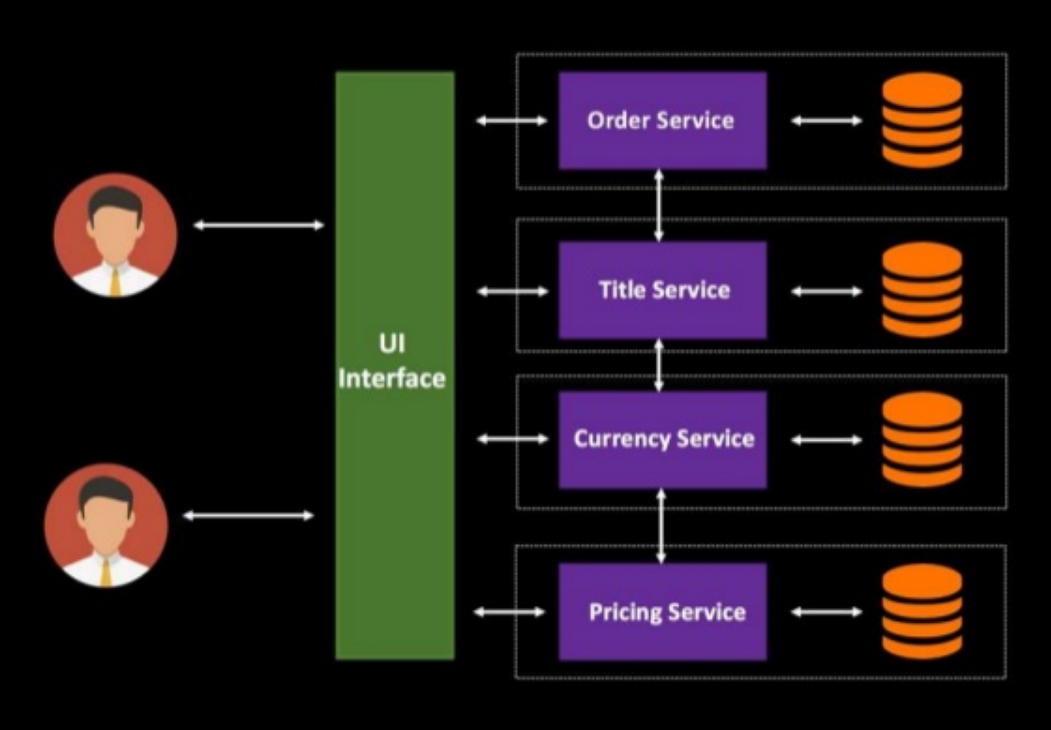 Order Service
Title Service
UI
Interface
Currency Service
Pricing Service